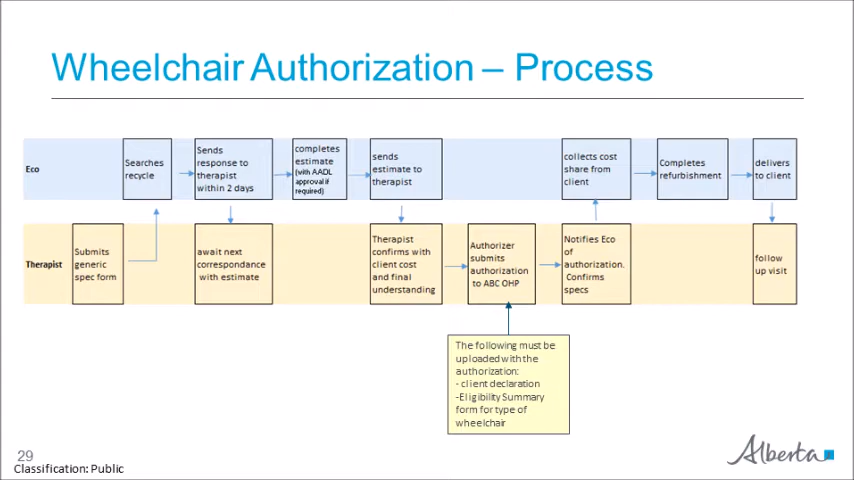 Wheelchair Authorization – Process
Eco
Searches
recycle
Sends
response to
therapist
within 2 days
completes
estimate
(with AADL
approval if
required)
sends
estimate to
therapist
collects cost
share from
client
Completes
refurbishment
delivers
to client
Therapist
Submits
generic
spec form
await next
correspondance
with estimate
Therapist
confirms with
client cost
and final
understanding
Authorizer
submits
authorization
to ABC OHP
Notifies Eco
of
authorization.
Confirms
specs
follow
up visit
The following must be
uploaded with the
authorization:
- client declaration
-Eligibility Summary
form for type of
wheelchair
29
Classification: Public
Alberta